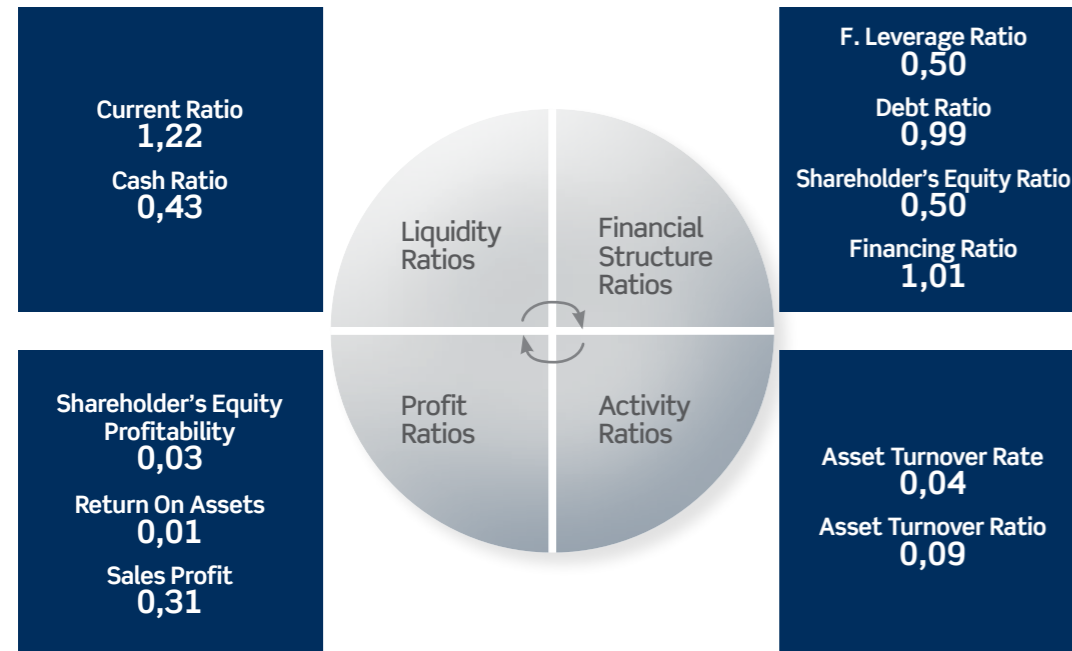 Current Ratio
1,22
Cash Ratio
0,43
F. Leverage Ratio
0,50
Debt Ratio
0,99
Shareholder’s Equity Ratio
0,50
Financing Ratio
1,01
Liquidity
Ratios
Financial
Structure
Ratios
Profit
Ratios
Activity
Ratios
Shareholder’s Equity
Profitability
0,03
Return On Assets
0,01
Sales Profit
0,31
Asset Turnover Rate
0,04
Asset Turnover Ratio
0,09